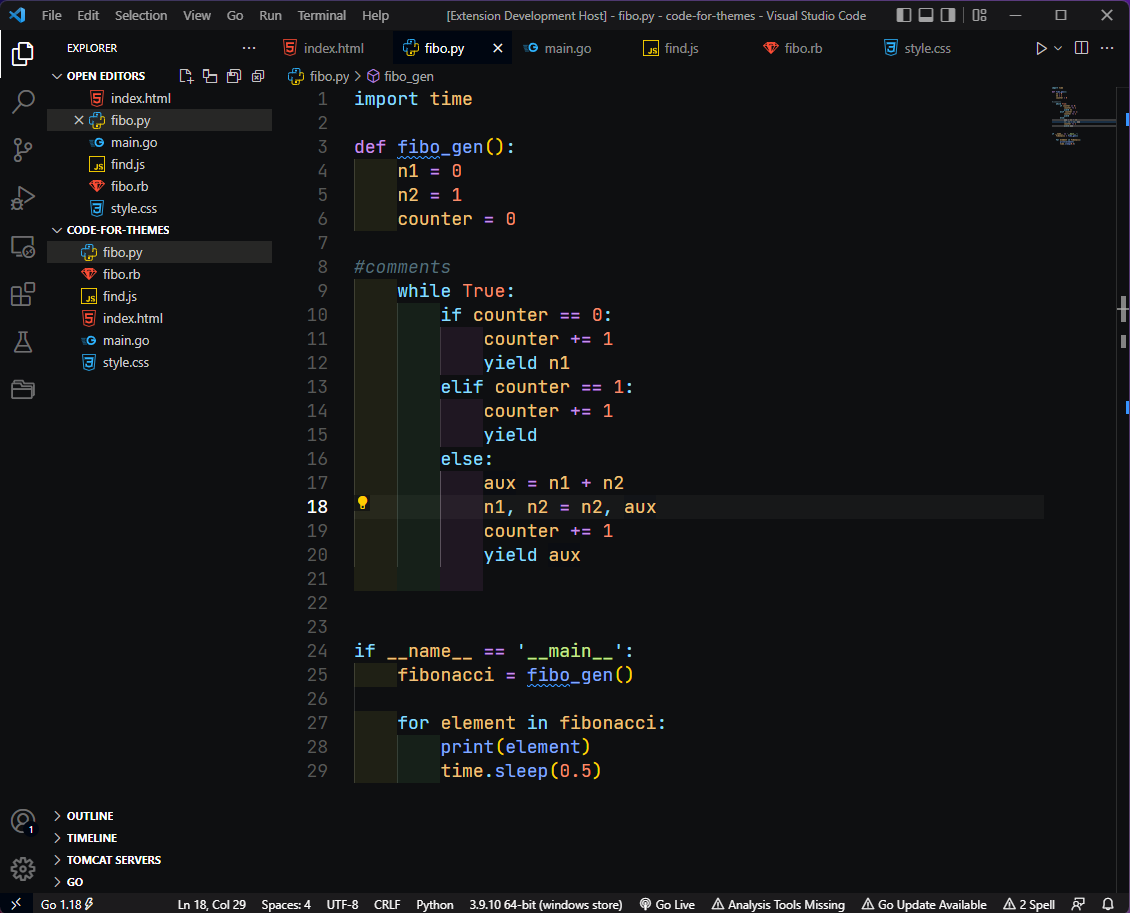 File Edit Selection View Go Run Terminal Help [Extension Development Host] - fibo.py - code-for-themes - Visual Studio Code
EXPLORER
index.html fibo.py main.go find.js fibo.rb style.css
OPEN EDITORS
index.html
fibo.py
main.go
find.js
fibo.rb
style.css
CODE-FOR-THEMES
fibo.py
fibo.rb
find.js
index.html
main.go
style.css
OUTLINE
TIMELINE
TOMCAT SERVERS
GO
fibo.py > fibo_gen
1 import time
2
3 def fibo_gen():
4 n1 = 0
5 n2 = 1
6 counter = 0
7
8 #comments
9 while True:
10 if counter == 0:
11 counter += 1
12 yield n1
13 elif counter == 1:
14 counter += 1
15 yield
16 else:
17 aux = n1 + n2
18 n1, n2 = n2, aux
19 counter += 1
20 yield aux
21
22
23
24 if __name__ == '__main__':
25 fibonacci = fibo_gen()
26
27 for element in fibonacci:
28 print(element)
29 time.sleep(0.5)
1
Go 1.18 Ln 18, Col 29 Spaces: 4 UTF-8 CRLF Python 3.9.10 64-bit (windows store) Go Live Analysis Tools Missing Go Update Available 2 Spell